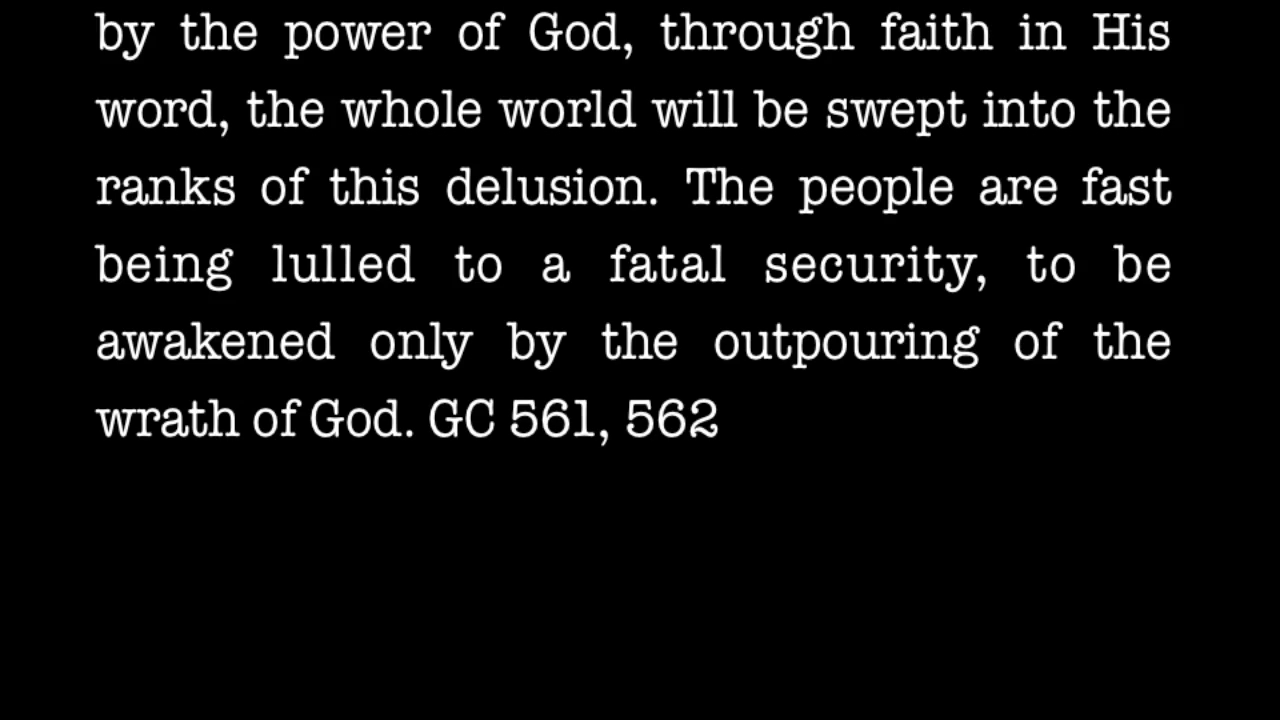 by the power of God, through faith in His
word, the whole world will be swept into the
ranks of this delusion. The people are fast
being lulled to a fatal security, to be
awakened only by the outpouring of the
wrath of God. GC 561, 562